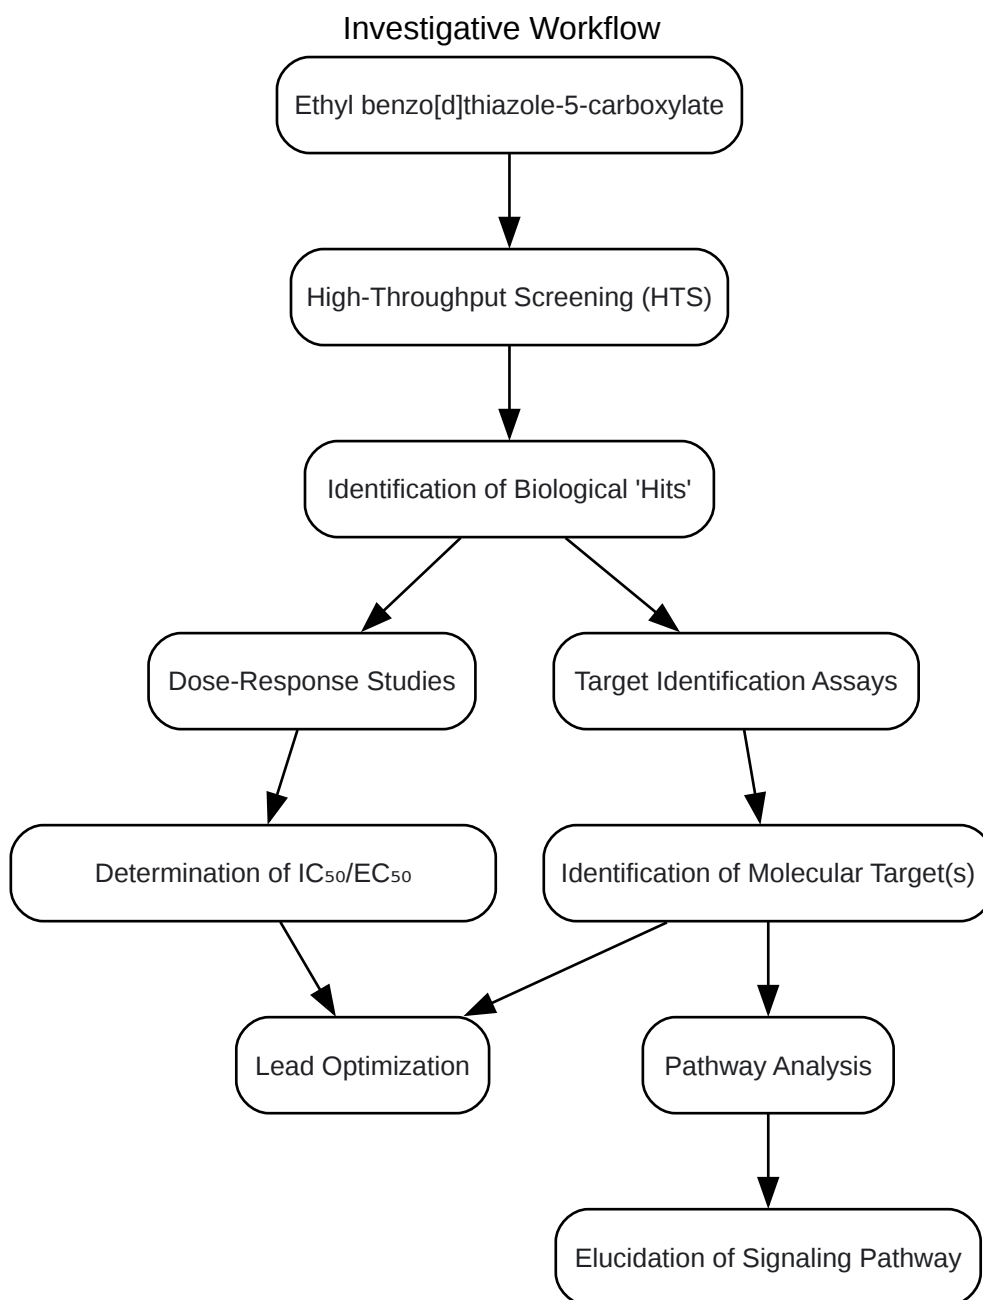 Investigative Workflow
Ethyl benzo[d]thiazole-5-carboxylate
High-Throughput Screening (HTS)
Identification of Biological 'Hits'
Dose-Response Studies
Target Identification Assays
Determination of IC₅₀/EC₅₀
Identification of Molecular Target(s)
Lead Optimization
Pathway Analysis
Elucidation of Signaling Pathway